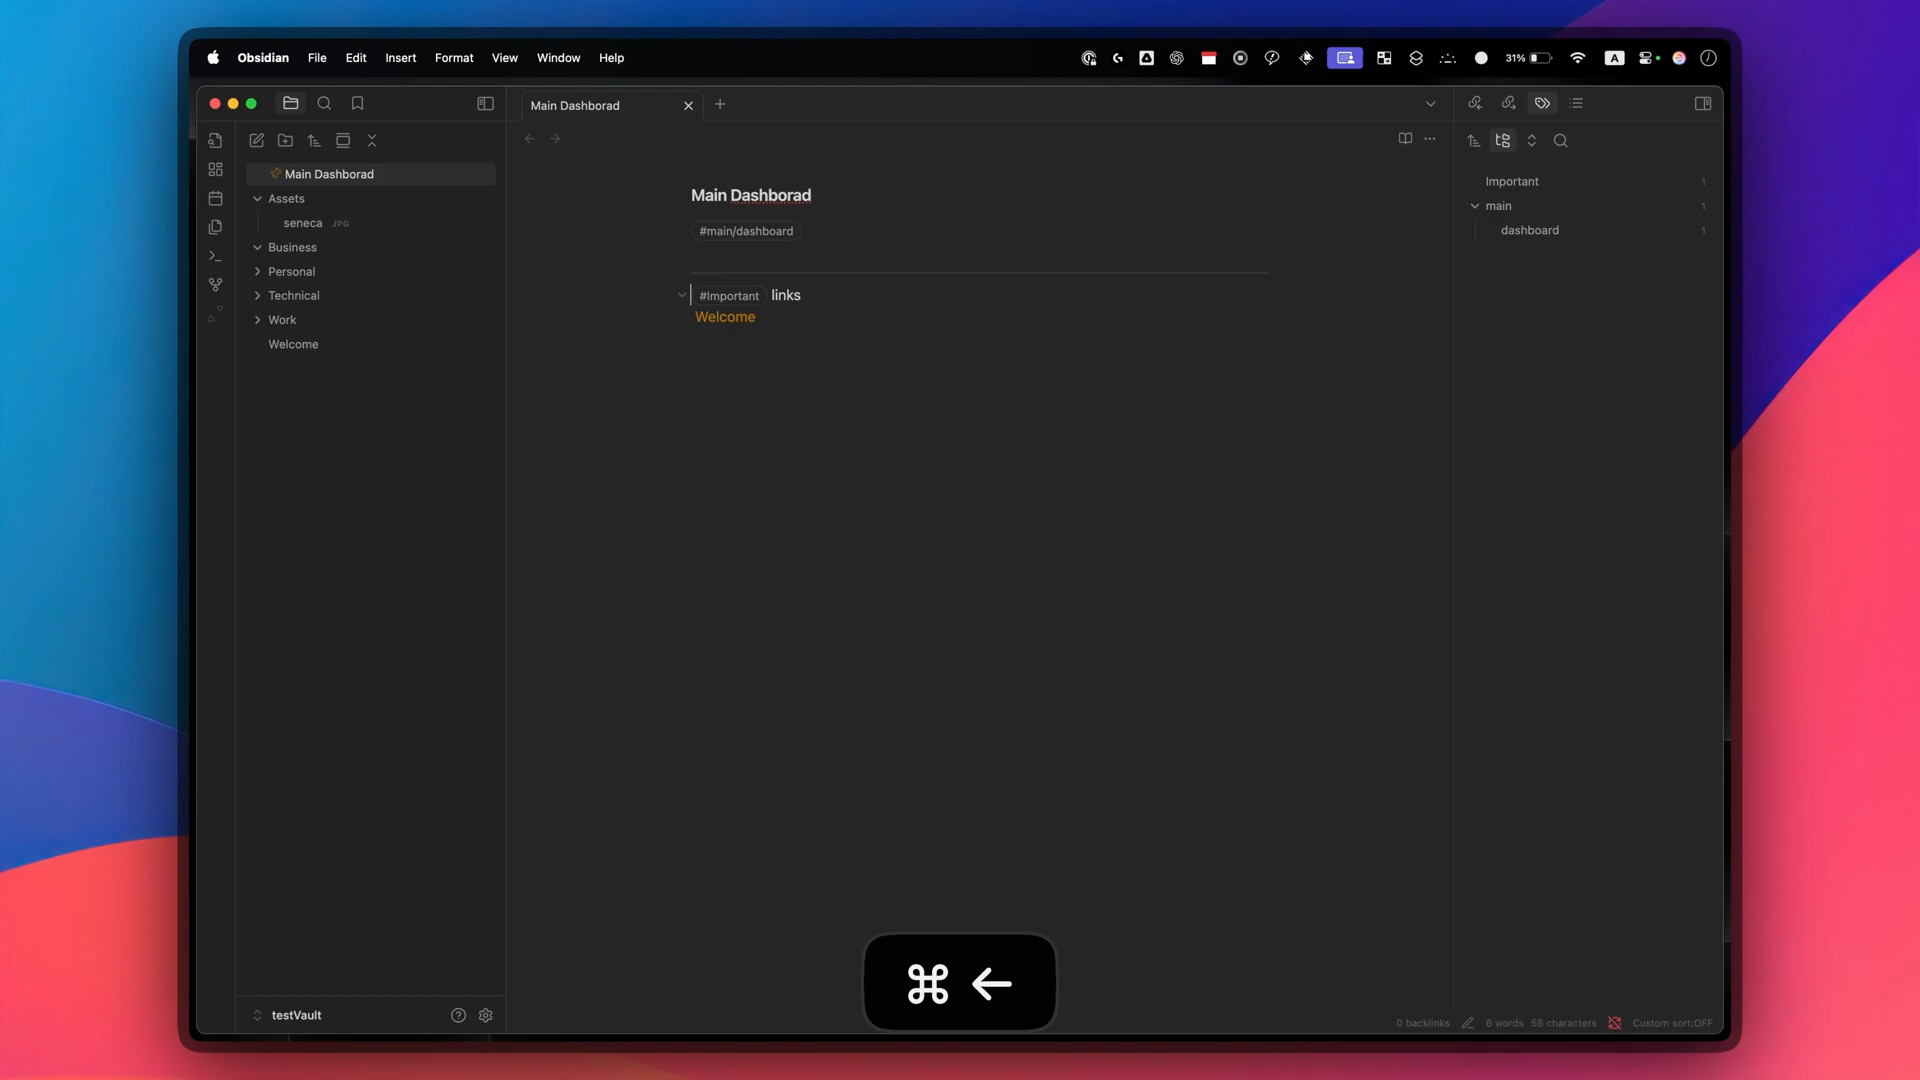 Obsidian File Edit Insert Format View Window Help 31% A
Main Dashborad
Main Dashborad
Assets
seneca JPG
Business
Personal
Technical
Work
Welcome
testVault
Main Dashborad
#main/dashboard
#Important links
Welcome
Important 1
main 1
dashboard 1
0 backlinks 6 words 55 characters Custom sort:OFF
⌘ ←